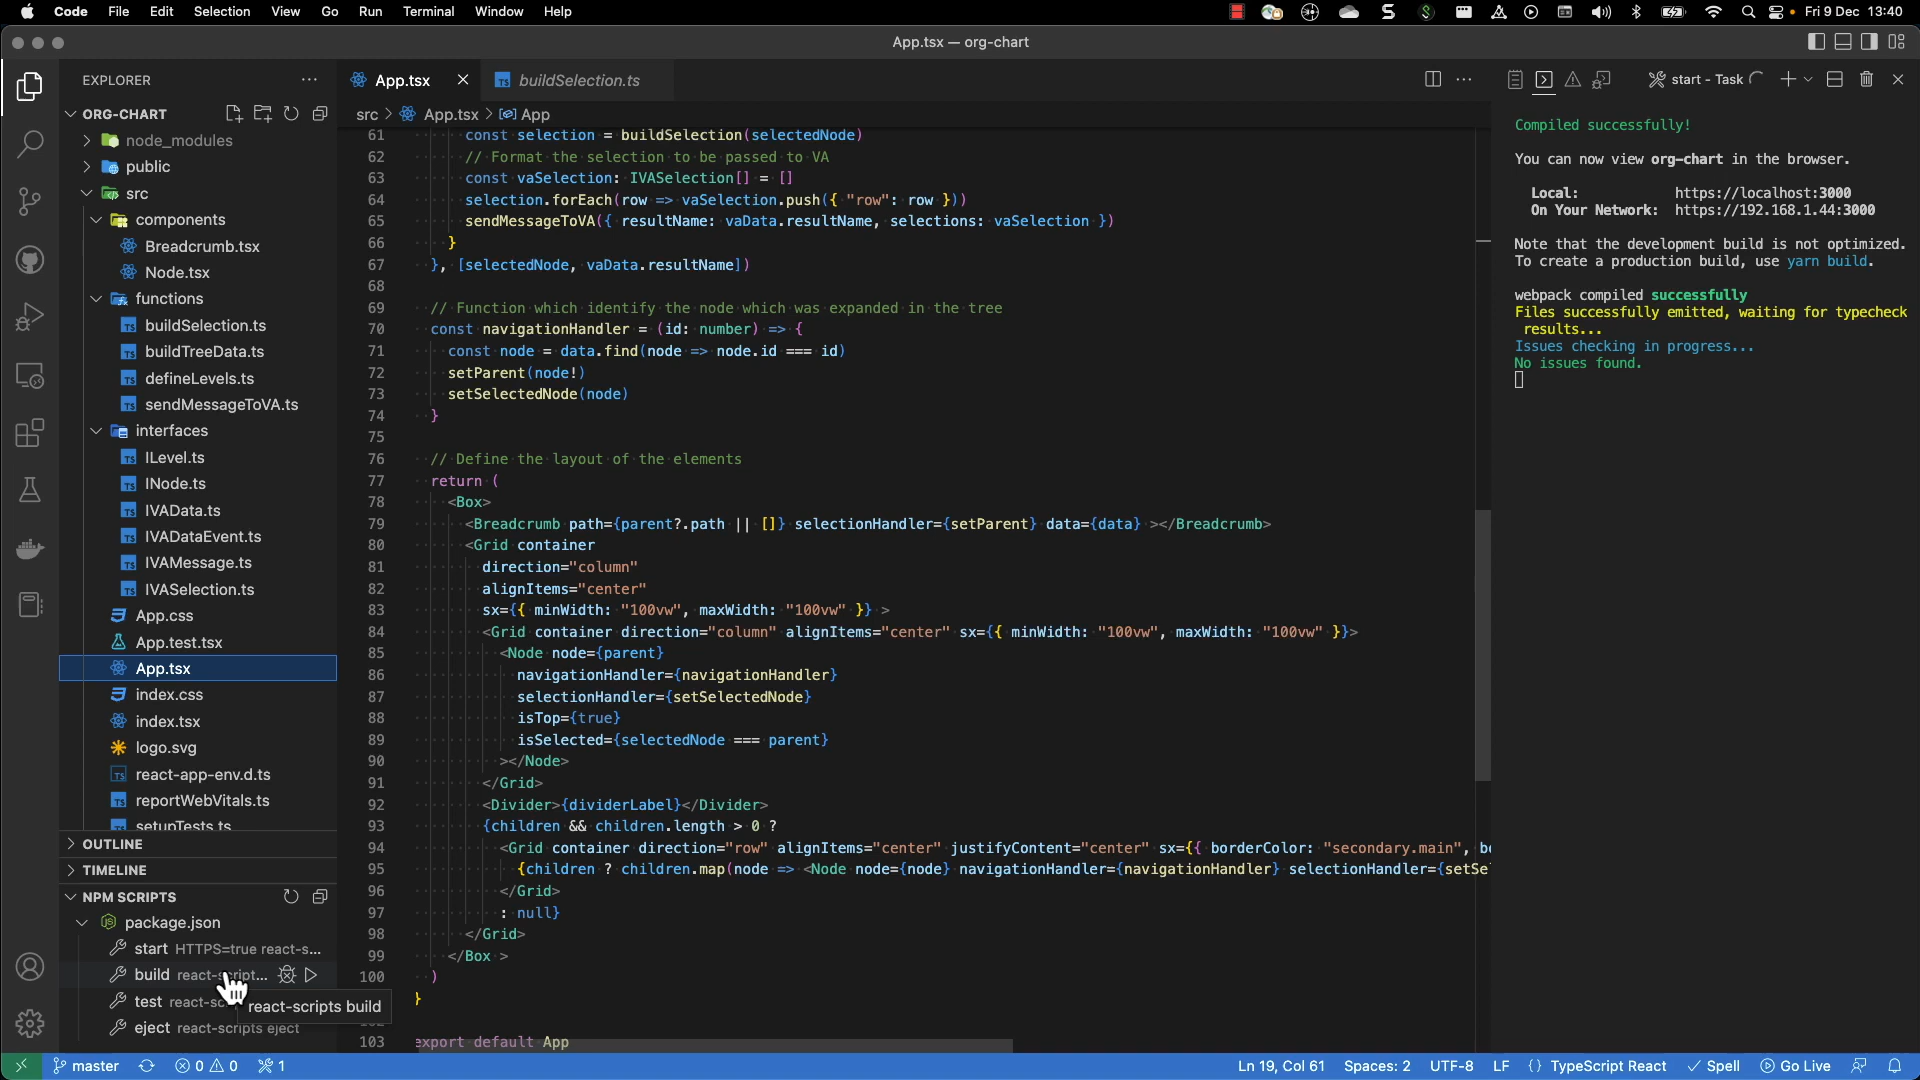 Code File Edit Selection View Go Run Terminal Window Help
Fri 9 Dec 13:40
App.tsx — org-chart
EXPLORER
ORG-CHART
node_modules
public
src
components
Breadcrumb.tsx
Node.tsx
functions
buildSelection.ts
buildTreeData.ts
defineLevels.ts
sendMessageToVA.ts
interfaces
ILevel.ts
INode.ts
IVAData.ts
IVADataEvent.ts
IVAMessage.ts
IVASelection.ts
App.css
App.test.tsx
App.tsx
index.css
index.tsx
logo.svg
react-app-env.d.ts
reportWebVitals.ts
setupTests.ts
OUTLINE
TIMELINE
NPM SCRIPTS
package.json
start HTTPS=true react-s...
build react-script...
test react-sc
react-scripts build
eject react-scripts eject
App.tsx
buildSelection.ts
src > App.tsx > App
61 const selection = buildSelection(selectedNode)
62 // Format the selection to be passed to VA
63 const vaSelection: IVASelection[] = []
64 selection.forEach(row => vaSelection.push({ "row": row }))
65 sendMessageToVA({ resultName: vaData.resultName, selections: vaSelection })
66 }
67 }, [selectedNode, vaData.resultName])
68
69 // Function which identify the node which was expanded in the tree
70 const navigationHandler = (id: number) => {
71 const node = data.find(node => node.id === id)
72 setParent(node!)
73 setSelectedNode(node)
74 }
75
76 // Define the layout of the elements
77 return (
78 <Box>
79 <Breadcrumb path={parent?.path || []} selectionHandler={setParent} data={data} ></Breadcrumb>
80 <Grid container
81 direction="column"
82 alignItems="center"
83 sx={{ minWidth: "100vw", maxWidth: "100vw" }} >
84 <Grid container direction="column" alignItems="center" sx={{ minWidth: "100vw", maxWidth: "100vw" }}>
85 <Node node={parent}
86 navigationHandler={navigationHandler}
87 selectionHandler={setSelectedNode}
88 isTop={true}
89 isSelected={selectedNode === parent}
90 ></Node>
91 </Grid>
92 <Divider>{dividerLabel}</Divider>
93 {children && children.length > 0 ?
94 <Grid container direction="row" alignItems="center" justifyContent="center" sx={{ borderColor: "secondary.main", b
95 {children ? children.map(node => <Node node={node} navigationHandler={navigationHandler} selectionHandler={setSe
96 </Grid>
97 : null}
98 </Grid>
99 </Box >
100 )
}
103 export default App
start - Task
Compiled successfully!
You can now view org-chart in the browser.
Local: https://localhost:3000
On Your Network: https://192.168.1.44:3000
Note that the development build is not optimized.
To create a production build, use yarn build.
webpack compiled successfully
Files successfully emitted, waiting for typecheck
results...
Issues checking in progress...
No issues found.
master 0 0 1
Ln 19, Col 61 Spaces: 2 UTF-8 LF {} TypeScript React Spell Go Live